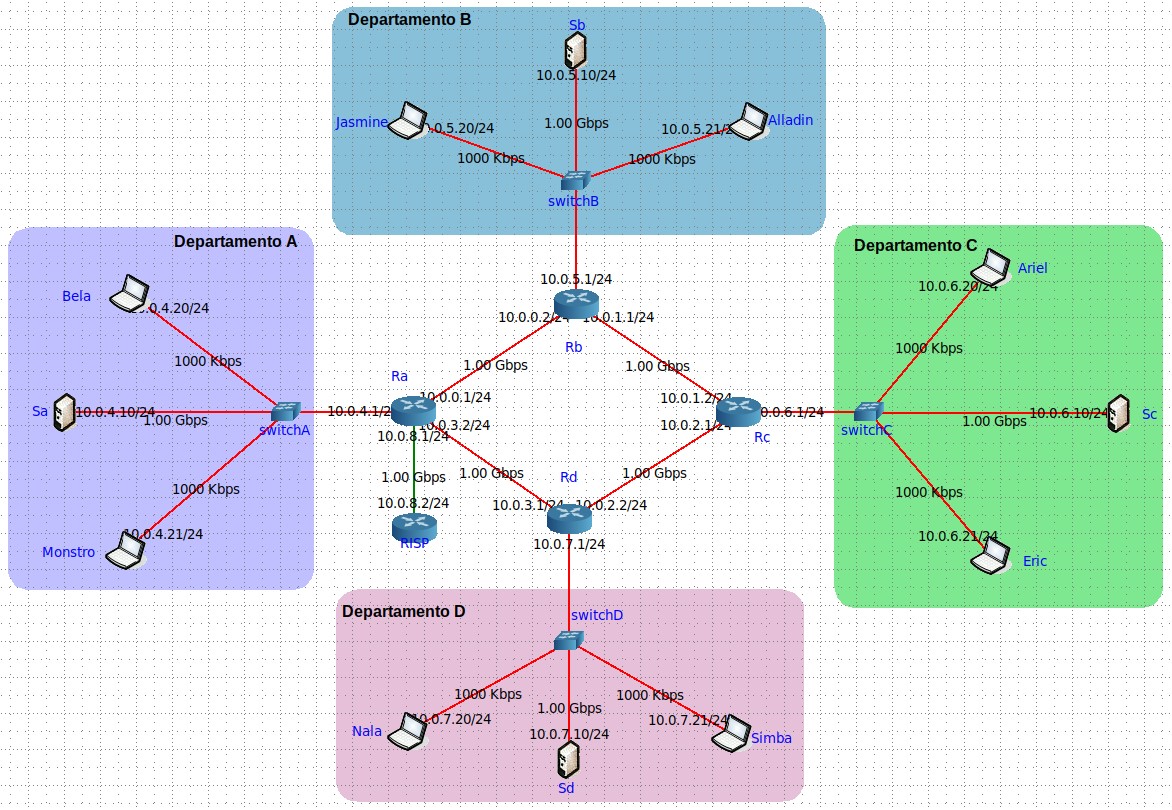 Departamento B
Sb
10.0.5.10/24
Jasmine
.0.5.20/24
1.00 Gbps
10.0.5.21/2
Alladin
1000 Kbps
1000 Kbps
switchB
Departamento A
Bela
.0.4.20/24
1000 Kbps
Sa
10.0.4.10/24
1.00 Gbps
switchA
1000 Kbps
10.0.4.21/24
Monstro
10.0.5.1/24
10.0.0.2/24
10.0.1.1/24
Rb
1.00 Gbps
1.00 Gbps
Ra
10.0.0.1/24
10.0.4.1/2
10.0.3.2/24
10.0.8.1/24
10.0.1.2/24
10.0.2.1/24
Rc
0.0.6.1/24
1.00 Gbps
1.00 Gbps
Rd
1.00 Gbps
10.0.8.2/24
RISP
10.0.3.1/24
10.0.2.2/24
10.0.7.1/24
Departamento C
Ariel
10.0.6.20/24
1000 Kbps
switchC
1.00 Gbps
10.0.6.10/24
Sc
1000 Kbps
10.0.6.21/24
Eric
Departamento D
switchD
1000 Kbps
1000 Kbps
1.00 Gbps
10.0.7.20/24
10.0.7.21/24
Nala
10.0.7.10/24
Simba
Sd